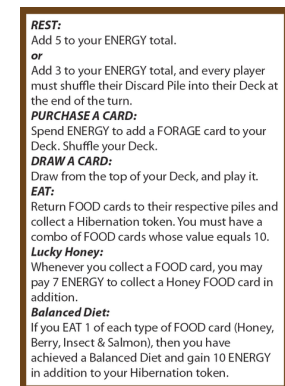 REST:
Add 5 to your ENERGY total.
or
Add 3 to your ENERGY total, and every player
must shuffle their Discard Pile into their Deck at
the end of the turn.
PURCHASE A CARD:
Spend ENERGY to add a FORAGE card to your
Deck. Shuffle your Deck.
DRAW A CARD:
Draw from the top of your Deck, and play it.
EAT:
Return FOOD cards to their respective piles and
collect a Hibernation token. You must have a
combo of FOOD cards whose value equals 10.
Lucky Honey:
Whenever you collect a FOOD card, you may
pay 7 ENERGY to collect a Honey FOOD card in
addition.
Balanced Diet:
If you EAT 1 of each type of FOOD card (Honey,
Berry, Insect & Salmon), then you have
achieved a Balanced Diet and gain 10 ENERGY
in addition to your Hibernation token.